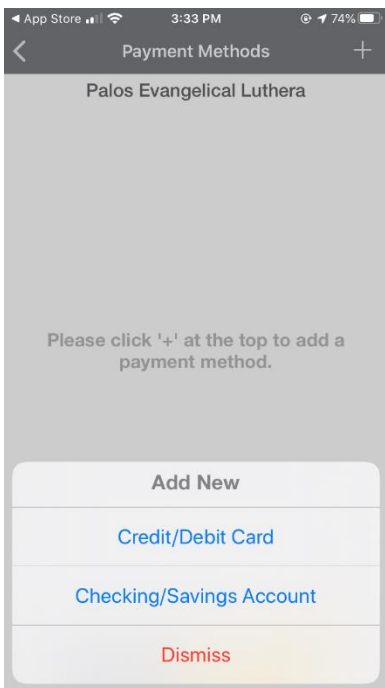 ◀ App Store 3:33 PM 74%
Payment Methods +
Palos Evangelical Luthera
Please click '+' at the top to add a
payment method.
Add New
Credit/Debit Card
Checking/Savings Account
Dismiss